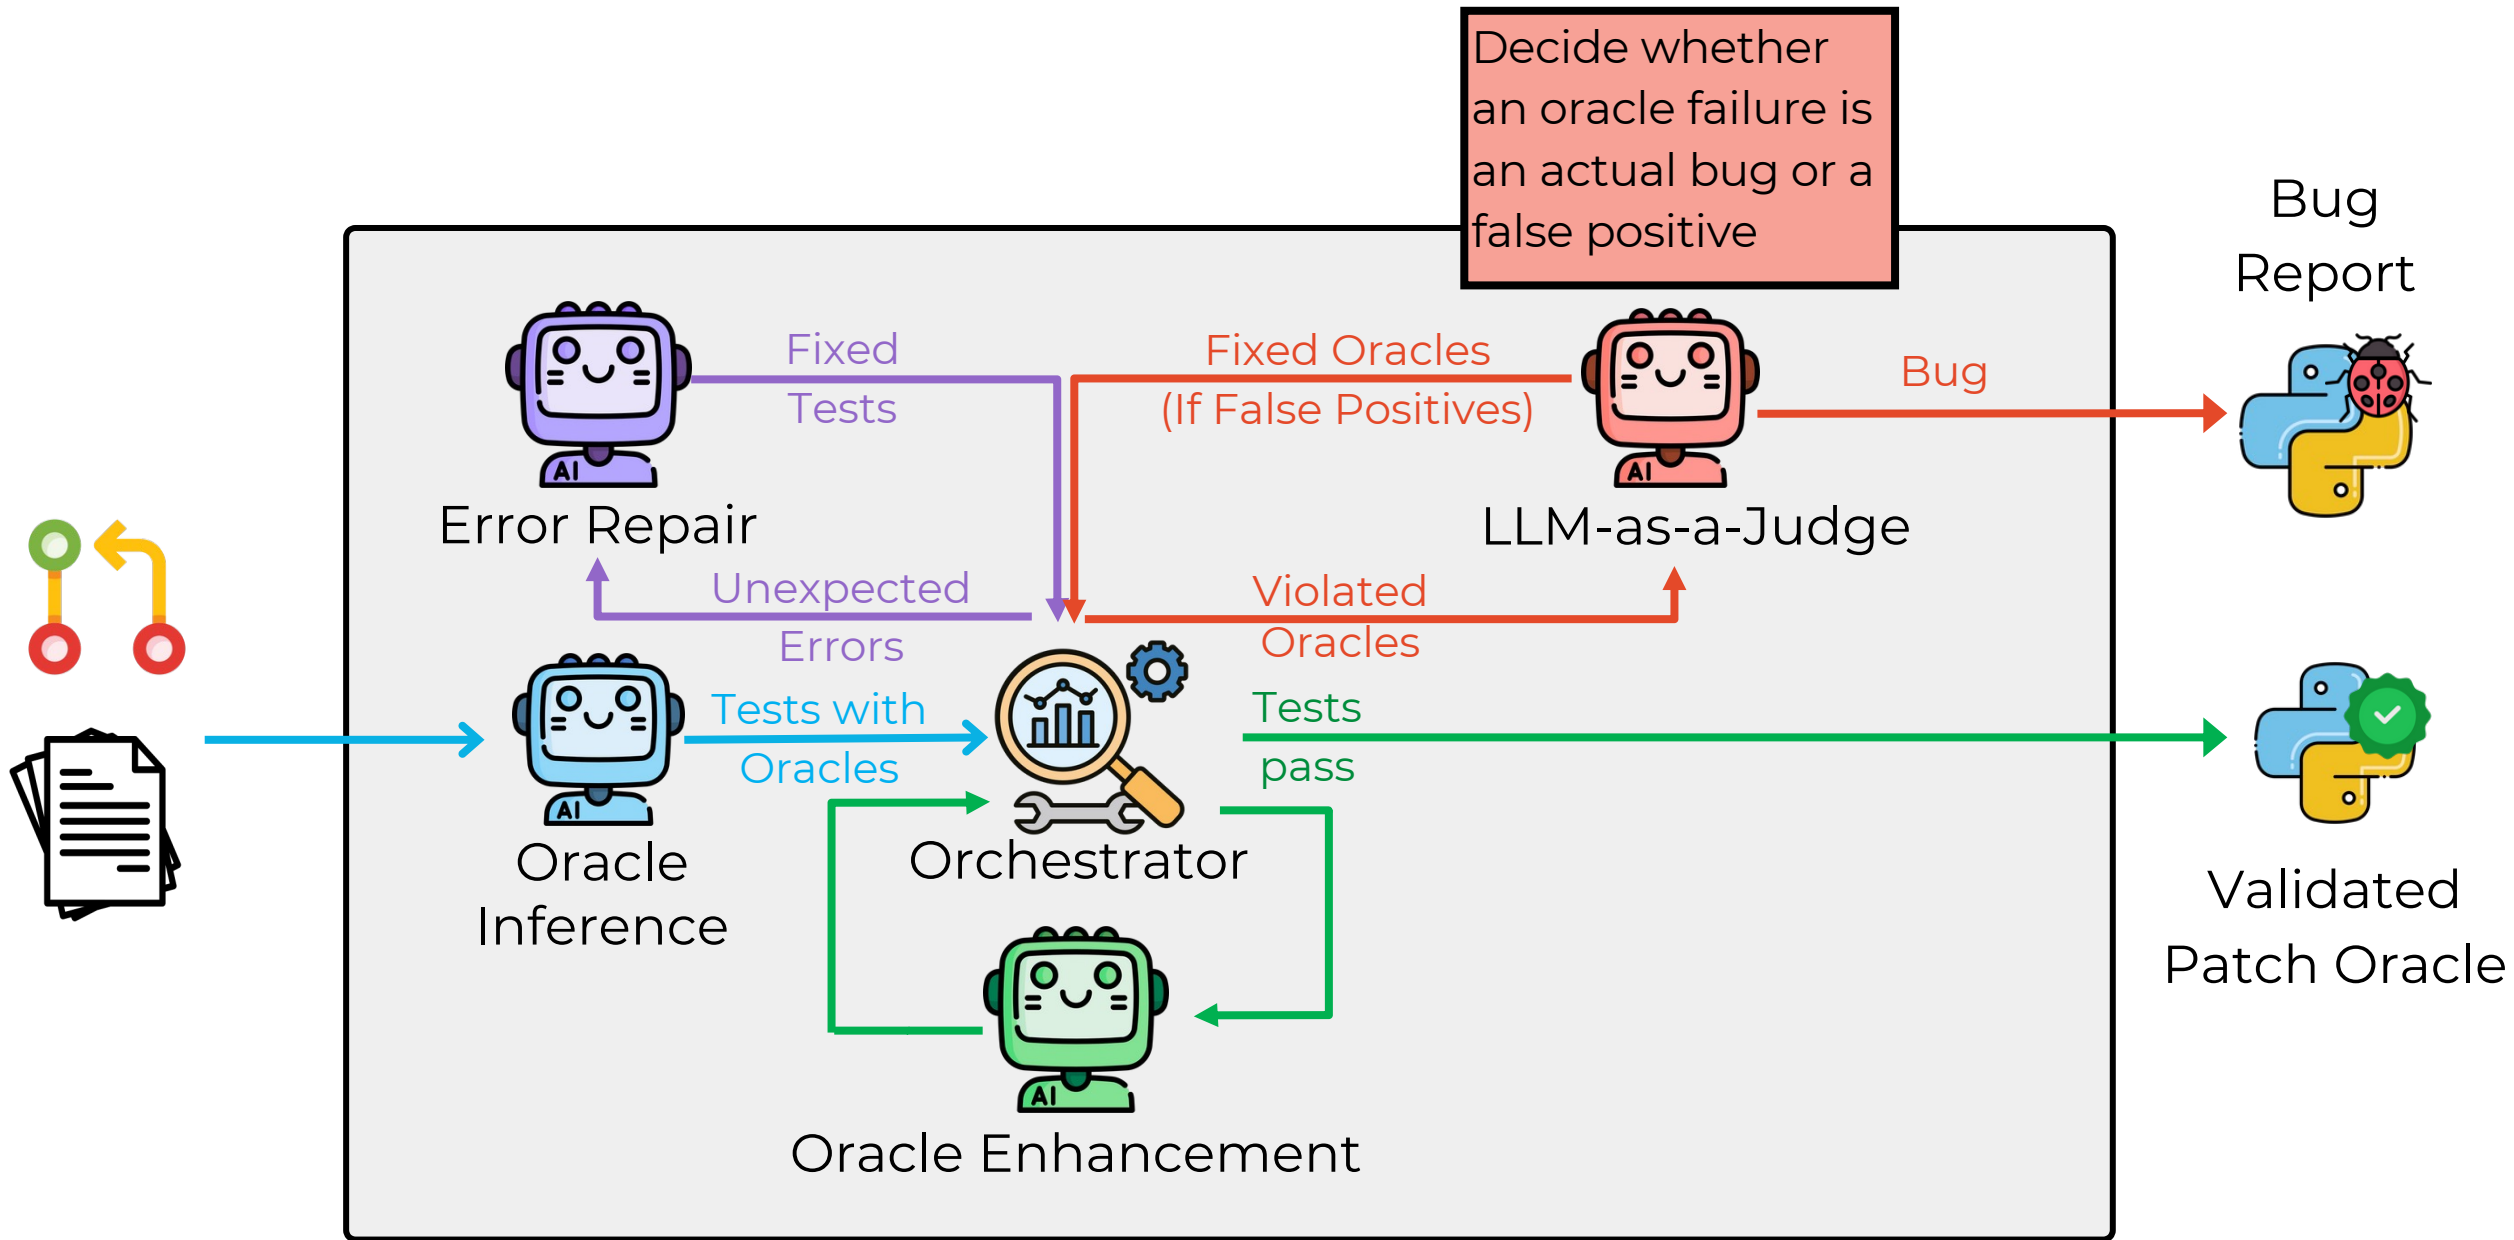 Decide whether
an oracle failure is
an actual bug or a
false positive
Bug
Report
Fixed
Tests
Fixed Oracles
(If False Positives)
Bug
AI
AI
Error Repair
LLM-as-a-Judge
Unexpected
Errors
Violated
Oracles
Tests with
Oracles
Tests
pass
AI
Oracle
Inference
Orchestrator
Validated
Patch Oracle
AI
Oracle Enhancement